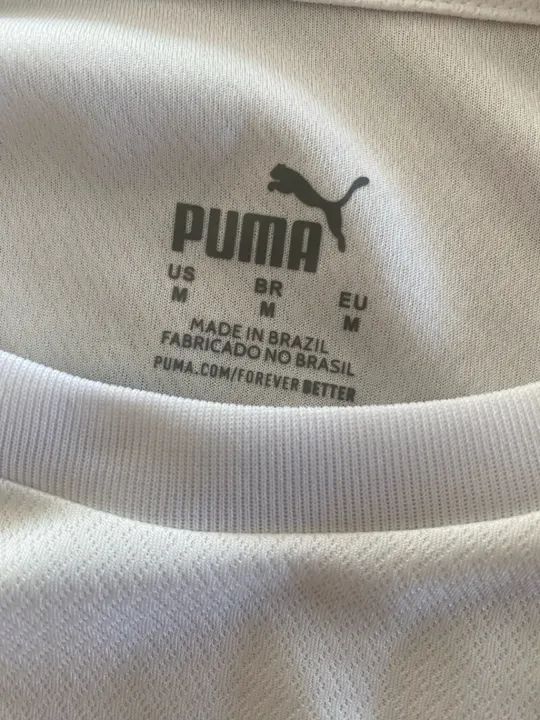 PUMA
US BR EU
M M M
MADE IN BRAZIL
FABRICADO NO BRASIL
PUMA.COM/FOREVER BETTER